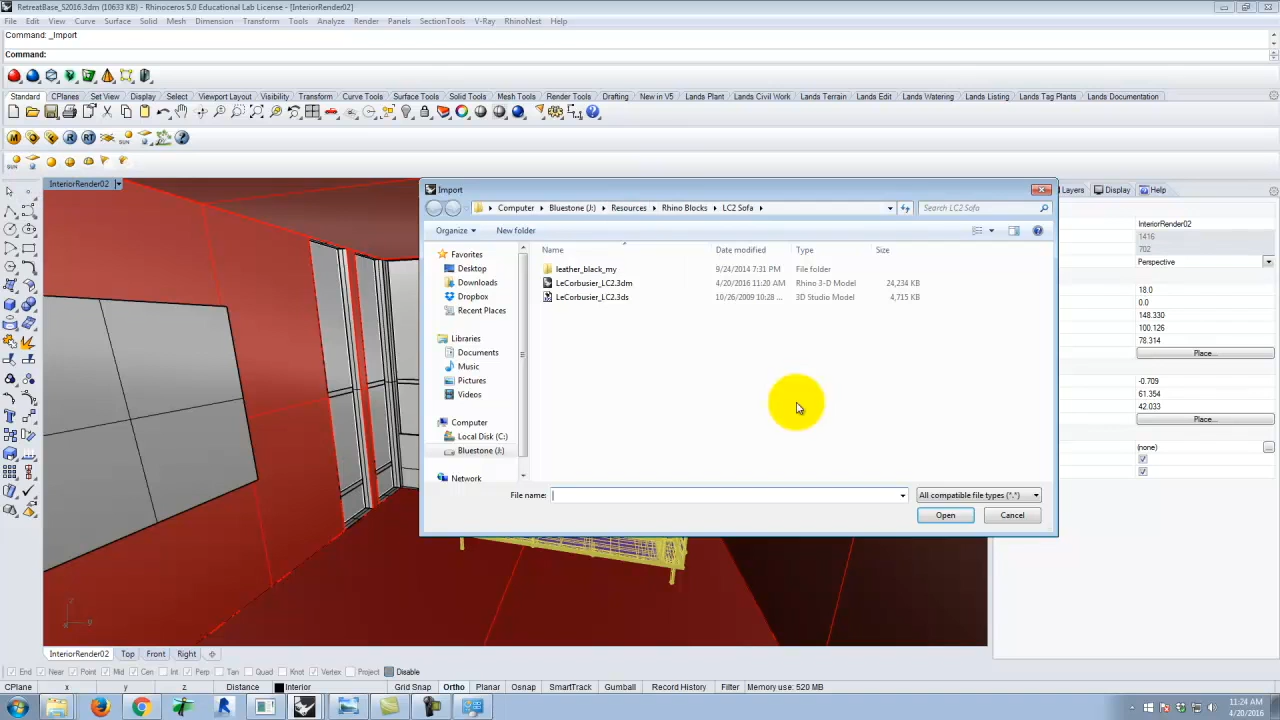 RetreatBase_S2016.3dm (10633 KB) - Rhinoceros 5.0 Educational Lab License - [InteriorRender02]
File Edit View Curve Surface Solid Mesh Dimension Transform Tools Analyze Render Panels SectionTools V-Ray RhinoNest Help
Command: _Import
Command:
Standard CPlanes Set View Display Select Viewport Layout Visibility Transform Curve Tools Surface Tools Solid Tools Mesh Tools Render Tools Drafting New in V5 Lands Plant Lands Civil Work Lands Terrain Lands Edit Lands Watering Lands Listing Lands Tag Plants Lands Documentation
InteriorRender02
Import
Layers Display Help
Computer Bluestone (J:) Resources Rhino Blocks LC2 Sofa
Search LC2 Sofa
Organize New folder
Favorites
Desktop
Downloads
Dropbox
Recent Places
Libraries
Documents
Music
Pictures
Videos
Computer
Local Disk (C:)
Bluestone (J:)
Network
Name Date modified Type Size
leather_black_my 9/24/2014 7:31 PM File folder
LeCorbusier_LC2.3dm 4/20/2016 11:20 AM Rhino 3-D Model 24,234 KB
LeCorbusier_LC2.3ds 10/26/2009 10:28 ... 3D Studio Model 4,715 KB
File name:
All compatible file types (*.*)
Open Cancel
InteriorRender02
1416
702
Perspective
18.0
0.0
148.330
100.126
78.314
Place...
-0.709
61.354
42.033
Place...
(none)
z
y
InteriorRender02 Top Front Right
End Near Point Mid Cen Int Perp Tan Quad Knot Vertex Project Disable
CPlane x y z Distance Interior Grid Snap Ortho Planar Osnap SmartTrack Gumball Record History Filter Memory use: 520 MB
11:24 AM
4/20/2016